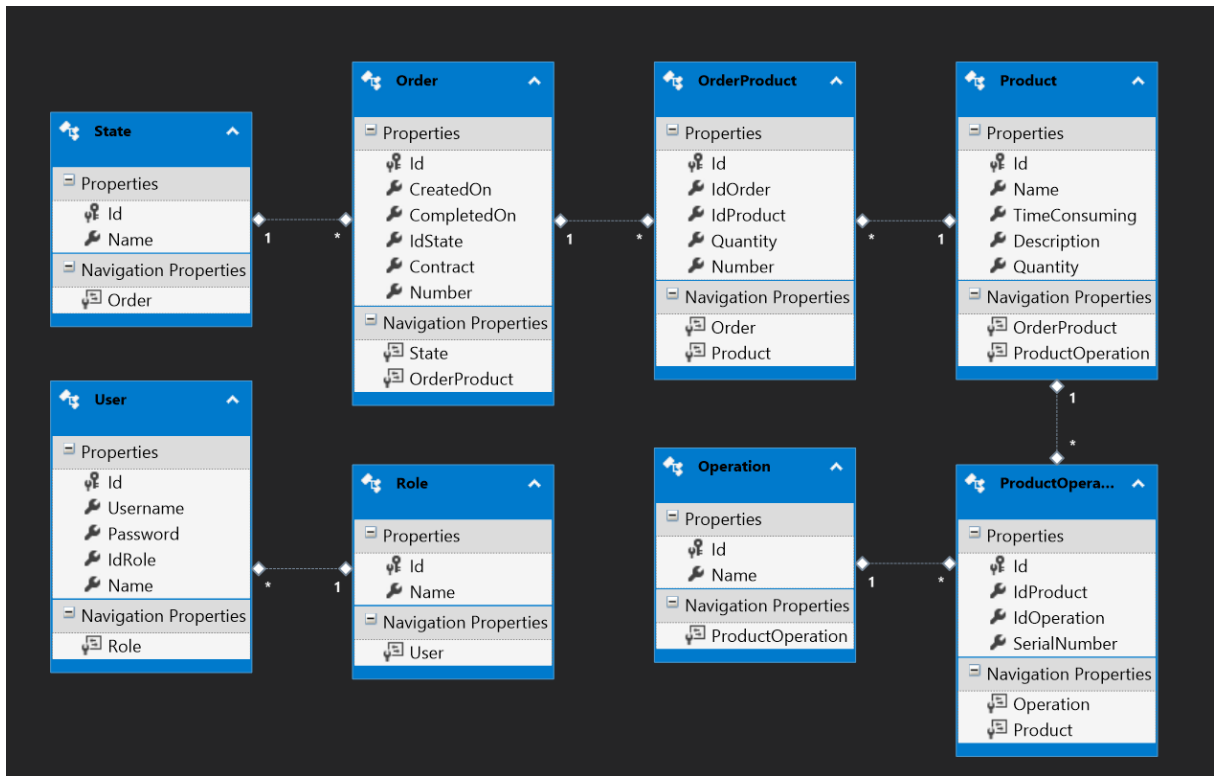 State
Properties
Id
Name
Navigation Properties
Order
1
*
Order
Properties
Id
CreatedOn
CompletedOn
IdState
Contract
Number
Navigation Properties
State
OrderProduct
1
*
OrderProduct
Properties
Id
IdOrder
IdProduct
Quantity
Number
Navigation Properties
Order
Product
*
1
Product
Properties
Id
Name
TimeConsuming
Description
Quantity
Navigation Properties
OrderProduct
ProductOperation
1
*
User
Properties
Id
Username
Password
IdRole
Name
Navigation Properties
Role
*
1
Role
Properties
Id
Name
Navigation Properties
User
Operation
Properties
Id
Name
Navigation Properties
ProductOperation
1
*
ProductOpera...
Properties
Id
IdProduct
IdOperation
SerialNumber
Navigation Properties
Operation
Product